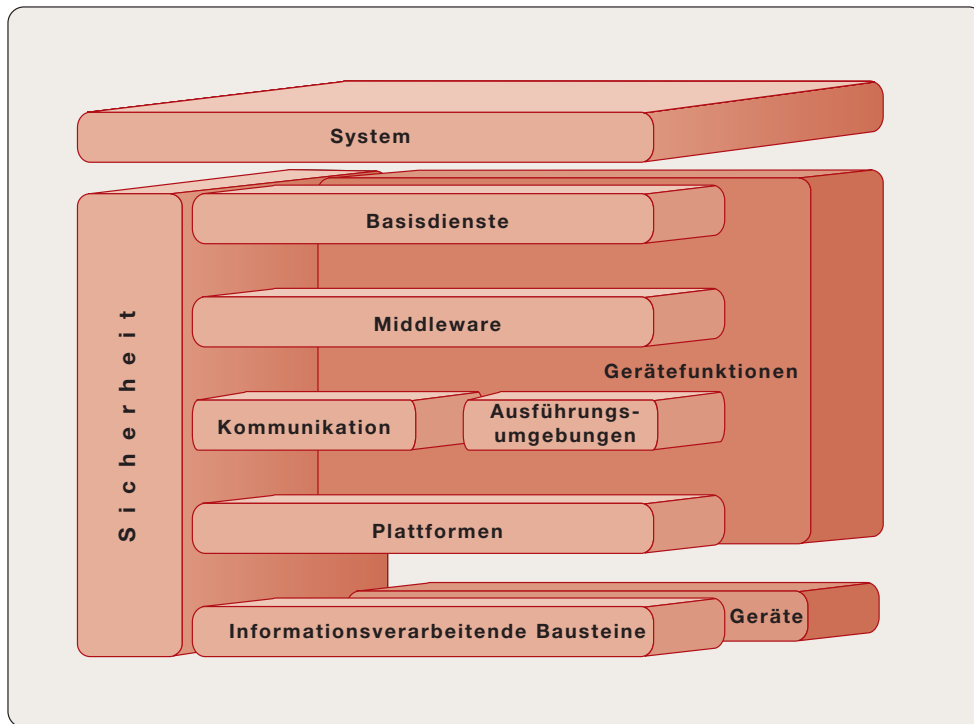 System
Basisdienste
Sicherheit
Middleware
Gerätefunktionen
Kommunikation
Ausführungs-
umgebungen
Plattformen
Geräte
Informationsverarbeitende Bausteine